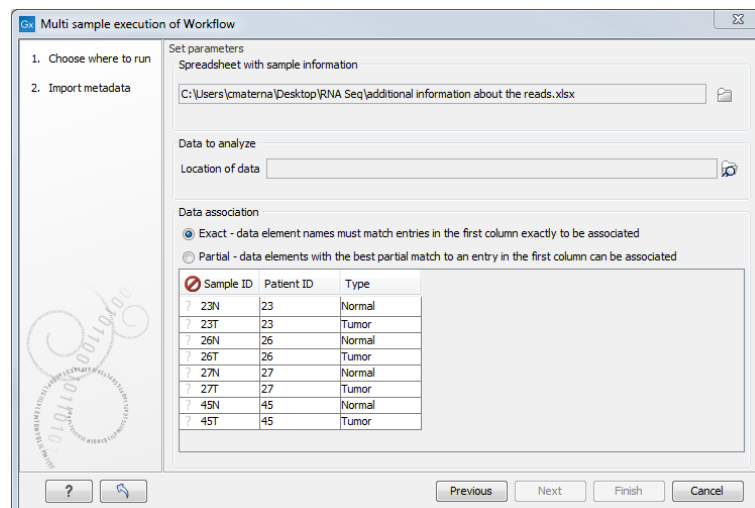 Gx Multi sample execution of Workflow
1. Choose where to run
2. Import metadata
Set parameters
Spreadsheet with sample information
C:\Users\cmaterna\Desktop\RNA Seq\additional information about the reads.xlsx
Data to analyze
Location of data
Data association
Exact - data element names must match entries in the first column exactly to be associated
Partial - data elements with the best partial match to an entry in the first column can be associated
Sample ID Patient ID Type
? 23N 23 Normal
? 23T 23 Tumor
? 26N 26 Normal
? 26T 26 Tumor
? 27N 27 Normal
? 27T 27 Tumor
? 45N 45 Normal
? 45T 45 Tumor
? Previous Next Finish Cancel